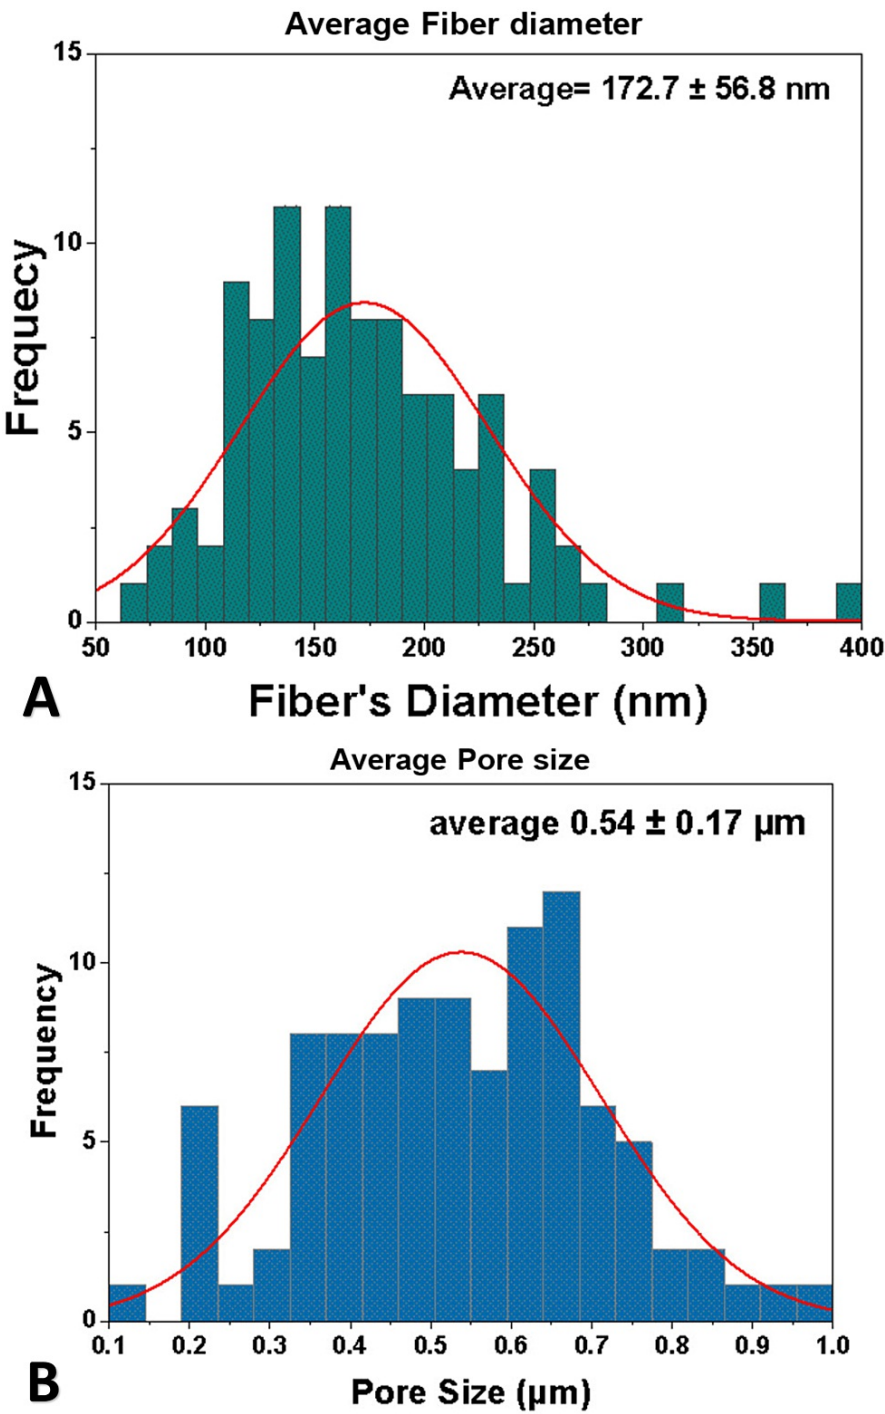 Average Fiber diameter
Average= 172.7 ± 56.8 nm
15
10
5
0
Frequecy
50 100 150 200 250 300 350 400
Fiber's Diameter (nm)
A
Average Pore size
average 0.54 ± 0.17 µm
15
10
5
0
Frequency
0.1 0.2 0.3 0.4 0.5 0.6 0.7 0.8 0.9 1.0
Pore Size (µm)
B